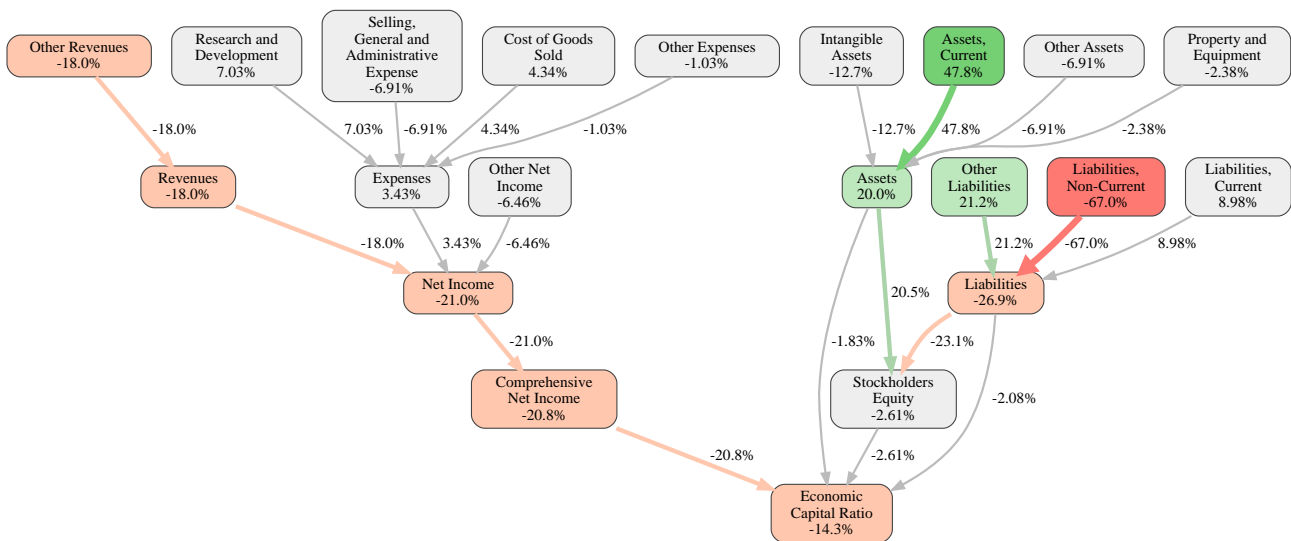 Other Revenues
-18.0%
Research and
Development
7.03%
Selling,
General and
Administrative
Expense
-6.91%
Cost of Goods
Sold
4.34%
Other Expenses
-1.03%
Intangible
Assets
-12.7%
Assets,
Current
47.8%
Other Assets
-6.91%
Property and
Equipment
-2.38%
-18.0%
7.03%
-6.91%
4.34%
-1.03%
-12.7%
47.8%
-6.91%
-2.38%
Revenues
-18.0%
Expenses
3.43%
Other Net
Income
-6.46%
Assets
20.0%
Other
Liabilities
21.2%
Liabilities,
Non-Current
-67.0%
Liabilities,
Current
8.98%
-18.0%
3.43%
-6.46%
21.2%
-67.0%
8.98%
Net Income
-21.0%
20.5%
Liabilities
-26.9%
-21.0%
-1.83%
-23.1%
Comprehensive
Net Income
-20.8%
Stockholders
Equity
-2.61%
-2.08%
-20.8%
-2.61%
Economic
Capital Ratio
-14.3%